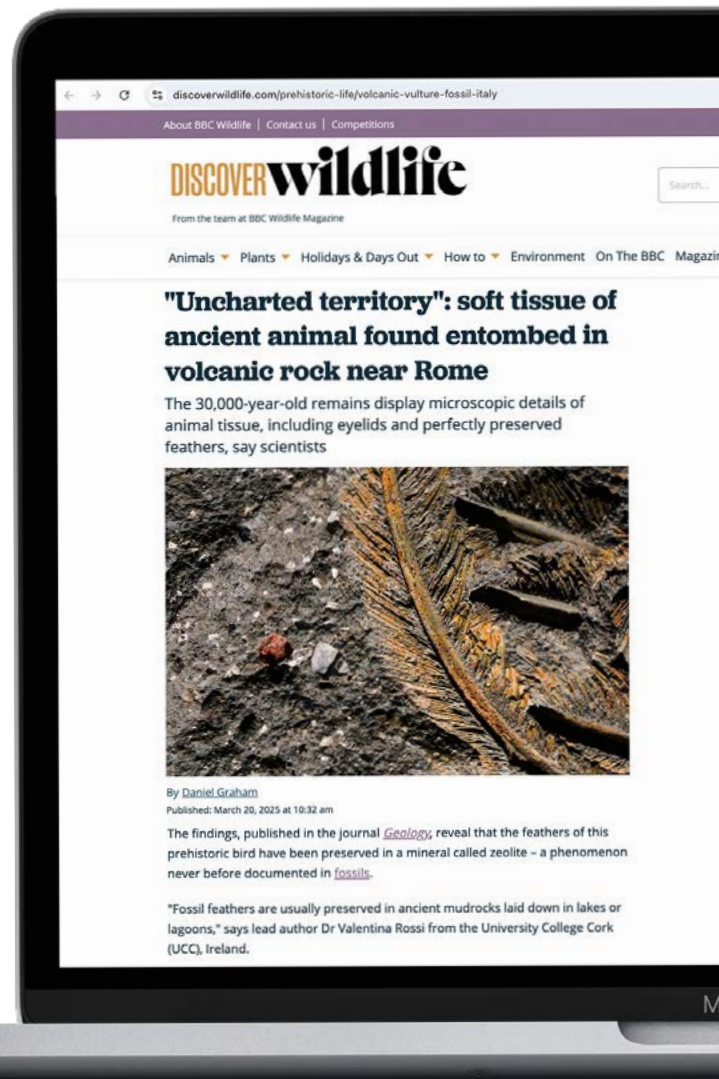 discoverwildlife.com/prehistoric-life/volcanic-vulture-fossil-italy
About BBC Wildlife | Contact us | Competitions
DISCOVER wildlife
Search...
From the team at BBC Wildlife Magazine
Animals Plants Holidays & Days Out How to Environment On The BBC
"Uncharted territory": soft tissue of
ancient animal found entombed in
volcanic rock near Rome
The 30,000-year-old remains display microscopic details of
animal tissue, including eyelids and perfectly preserved
feathers, say scientists
By Daniel Graham
Published: March 20, 2025 at 10:32 am
The findings, published in the journal Geology, reveal that the feathers of this
prehistoric bird have been preserved in a mineral called zeolite – a phenomenon
never before documented in fossils.
"Fossil feathers are usually preserved in ancient mudrocks laid down in lakes or
lagoons," says lead author Dr Valentina Rossi from the University College Cork
(UCC), Ireland.